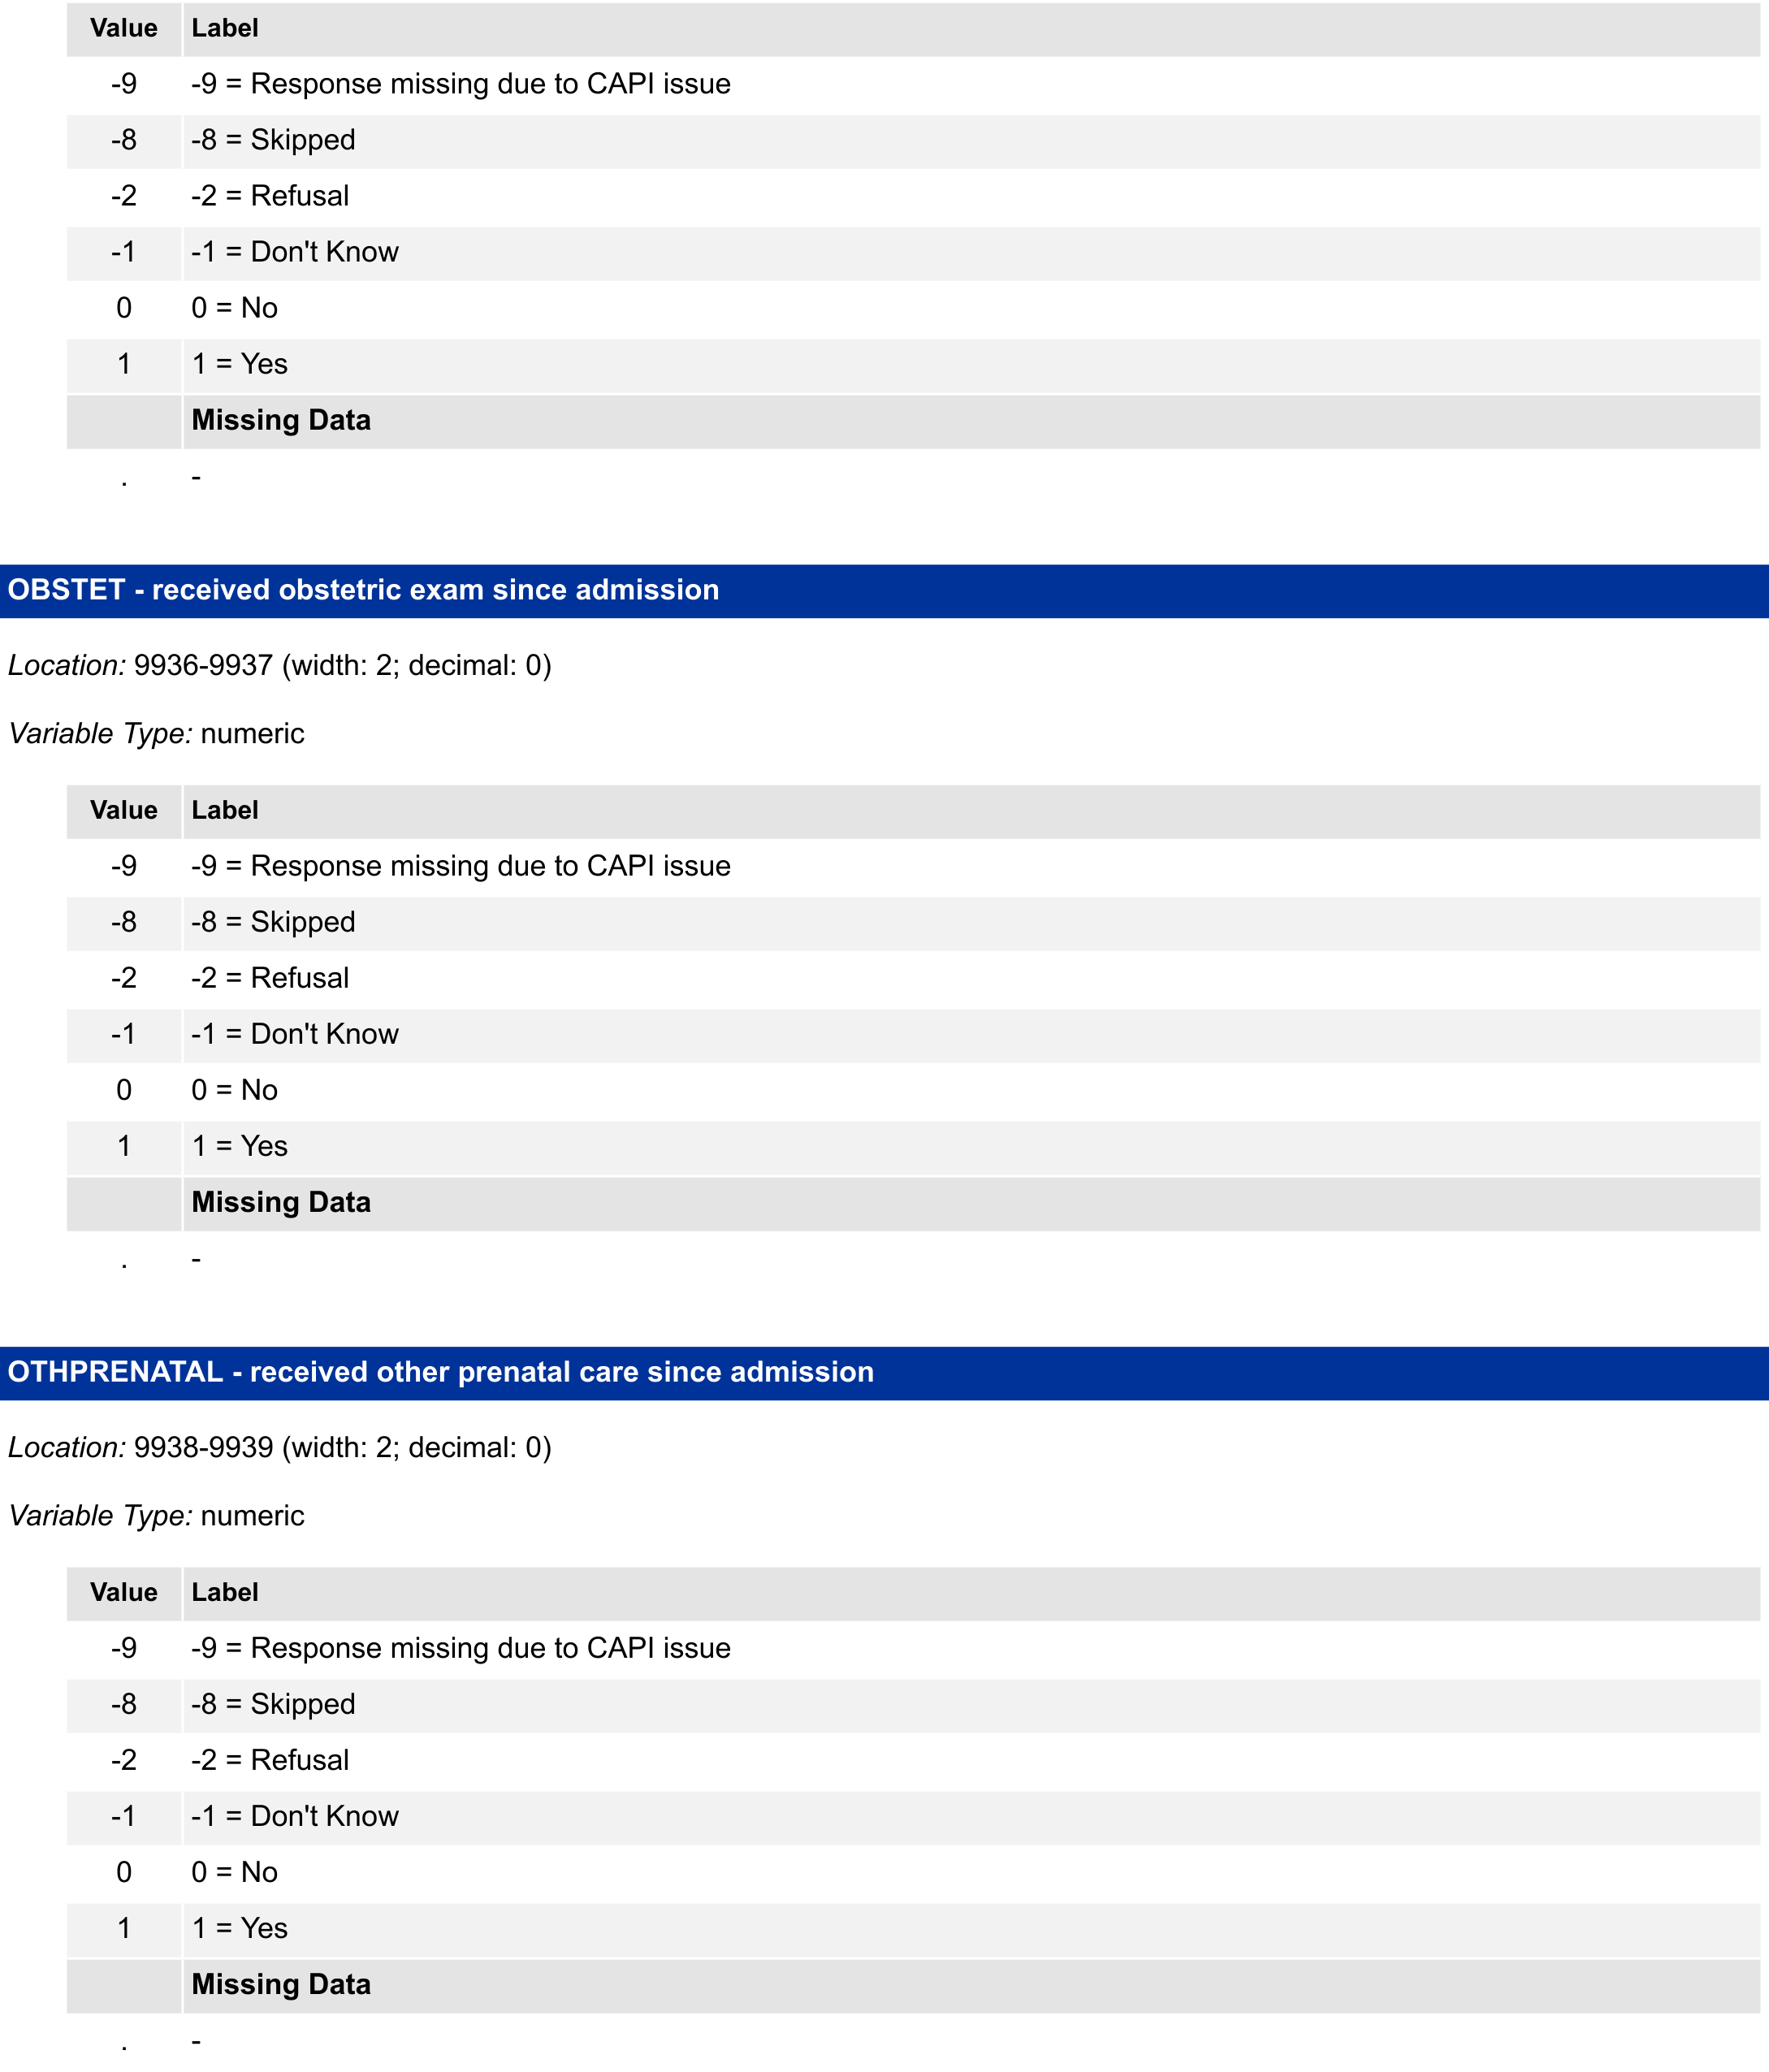 Value Label
-9 -9 = Response missing due to CAPI issue
-8 -8 = Skipped
-2 -2 = Refusal
-1 -1 = Don't Know
0 0 = No
1 1 = Yes
Missing Data
. -
OBSTET - received obstetric exam since admission
Location: 9936-9937 (width: 2; decimal: 0)
Variable Type: numeric
Value Label
-9 -9 = Response missing due to CAPI issue
-8 -8 = Skipped
-2 -2 = Refusal
-1 -1 = Don't Know
0 0 = No
1 1 = Yes
Missing Data
. -
OTHPRENATAL - received other prenatal care since admission
Location: 9938-9939 (width: 2; decimal: 0)
Variable Type: numeric
Value Label
-9 -9 = Response missing due to CAPI issue
-8 -8 = Skipped
-2 -2 = Refusal
-1 -1 = Don't Know
0 0 = No
1 1 = Yes
Missing Data
. -